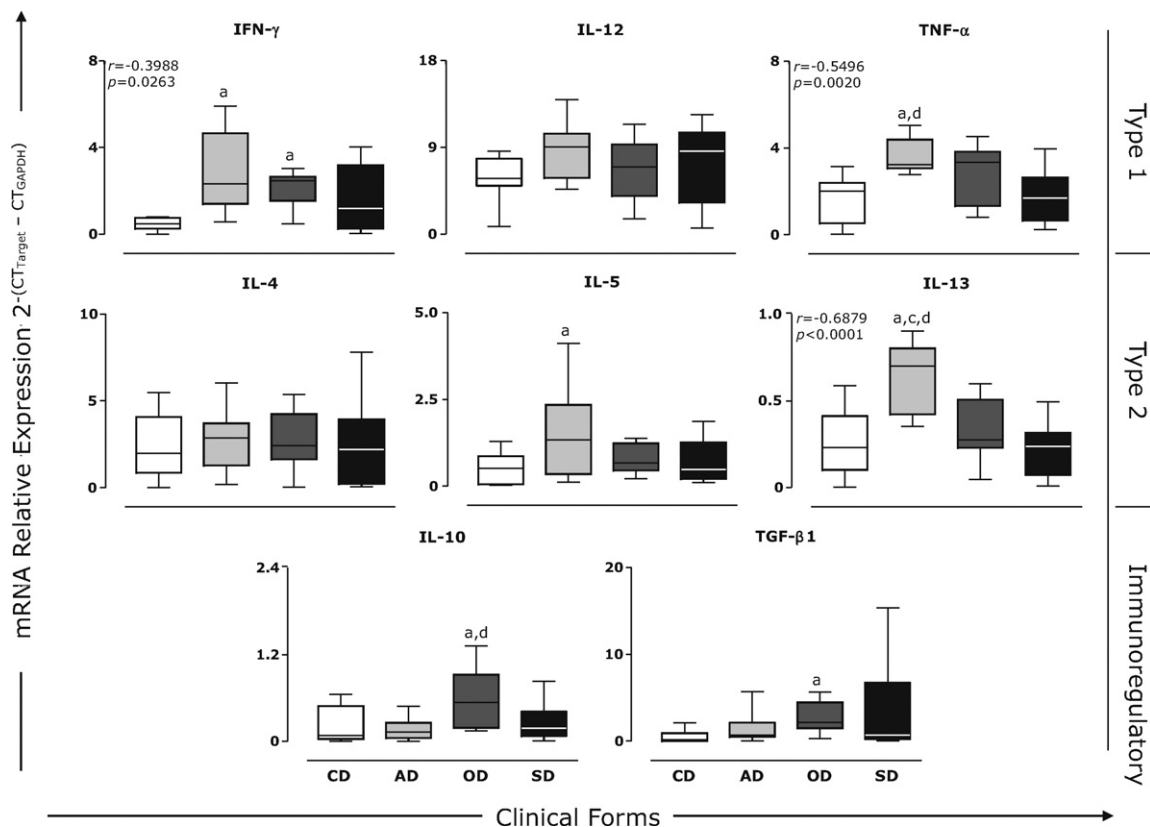 mRNA Relative Expression 2-(CTTarget - CTGAPDH)
IFN-γ
8
4
0
r=-0.3988
p=0.0263
a
a
IL-12
18
9
0
TNF-α
8
4
0
r=-0.5496
p=0.0020
a,d
Type 1
IL-4
10
5
0
IL-5
5.0
2.5
0
a
IL-13
1.0
0.5
0
r=-0.6879
p<0.0001
a,c,d
Type 2
IL-10
2.4
1.2
0
a,d
CD AD OD SD
TGF-β1
20
10
0
a
CD AD OD SD
Immunoregulatory
Clinical Forms